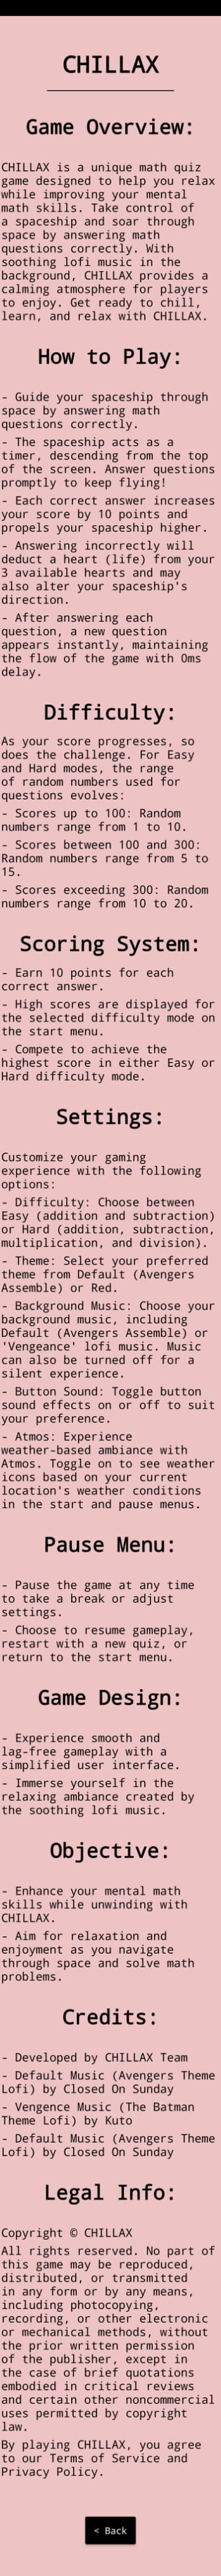 CHILLAX
Game Overview:
CHILLAX is a unique math quiz
game designed to help you relax
while improving your mental
math skills. Take control of
a spaceship and soar through
space by answering math
questions correctly. With
soothing lofi music in the
background, CHILLAX provides a
calming atmosphere for players
to enjoy. Get ready to chill,
learn, and relax with CHILLAX.
How to Play:
- Guide your spaceship through
space by answering math
questions correctly.
- The spaceship acts as a
timer, descending from the top
of the screen. Answer questions
promptly to keep flying!
- Each correct answer increases
your score by 10 points and
propels your spaceship higher.
- Answering incorrectly will
deduct a heart (life) from your
3 available hearts and may
also alter your spaceship's
direction.
- After answering each
question, a new question
appears instantly, maintaining
the flow of the game with 0ms
delay.
Difficulty:
As your score progresses, so
does the challenge. For Easy
and Hard modes, the range
of random numbers used for
questions evolves:
- Scores up to 100: Random
numbers range from 1 to 10.
- Scores between 100 and 300:
Random numbers range from 5 to
15.
- Scores exceeding 300: Random
numbers range from 10 to 20.
Scoring System:
- Earn 10 points for each
correct answer.
- High scores are displayed for
the selected difficulty mode on
the start menu.
- Compete to achieve the
highest score in either Easy or
Hard difficulty mode.
Settings:
Customize your gaming
experience with the following
options:
- Difficulty: Choose between
Easy (addition and subtraction)
or Hard (addition, subtraction,
multiplication, and division).
- Theme: Select your preferred
theme from Default (Avengers
Assemble) or Red.
- Background Music: Choose your
background music, including
Default (Avengers Assemble) or
'Vengeance' lofi music. Music
can also be turned off for a
silent experience.
- Button Sound: Toggle button
sound effects on or off to suit
your preference.
- Atmos: Experience
weather-based ambiance with
Atmos. Toggle on to see weather
icons based on your current
location's weather conditions
in the start and pause menus.
Pause Menu:
- Pause the game at any time
to take a break or adjust
settings.
- Choose to resume gameplay,
restart with a new quiz, or
return to the start menu.
Game Design:
- Experience smooth and
lag-free gameplay with a
simplified user interface.
- Immerse yourself in the
relaxing ambiance created by
the soothing lofi music.
Objective:
- Enhance your mental math
skills while unwinding with
CHILLAX.
- Aim for relaxation and
enjoyment as you navigate
through space and solve math
problems.
Credits:
- Developed by CHILLAX Team
- Default Music (Avengers Theme
Lofi) by Closed On Sunday
- Vengence Music (The Batman
Theme Lofi) by Kuto
- Default Music (Avengers Theme
Lofi) by Closed On Sunday
Legal Info:
Copyright © CHILLAX
All rights reserved. No part of
this game may be reproduced,
distributed, or transmitted
in any form or by any means,
including photocopying,
recording, or other electronic
or mechanical methods, without
the prior written permission
of the publisher, except in
the case of brief quotations
embodied in critical reviews
and certain other noncommercial
uses permitted by copyright
law.
By playing CHILLAX, you agree
to our Terms of Service and
Privacy Policy.
< Back